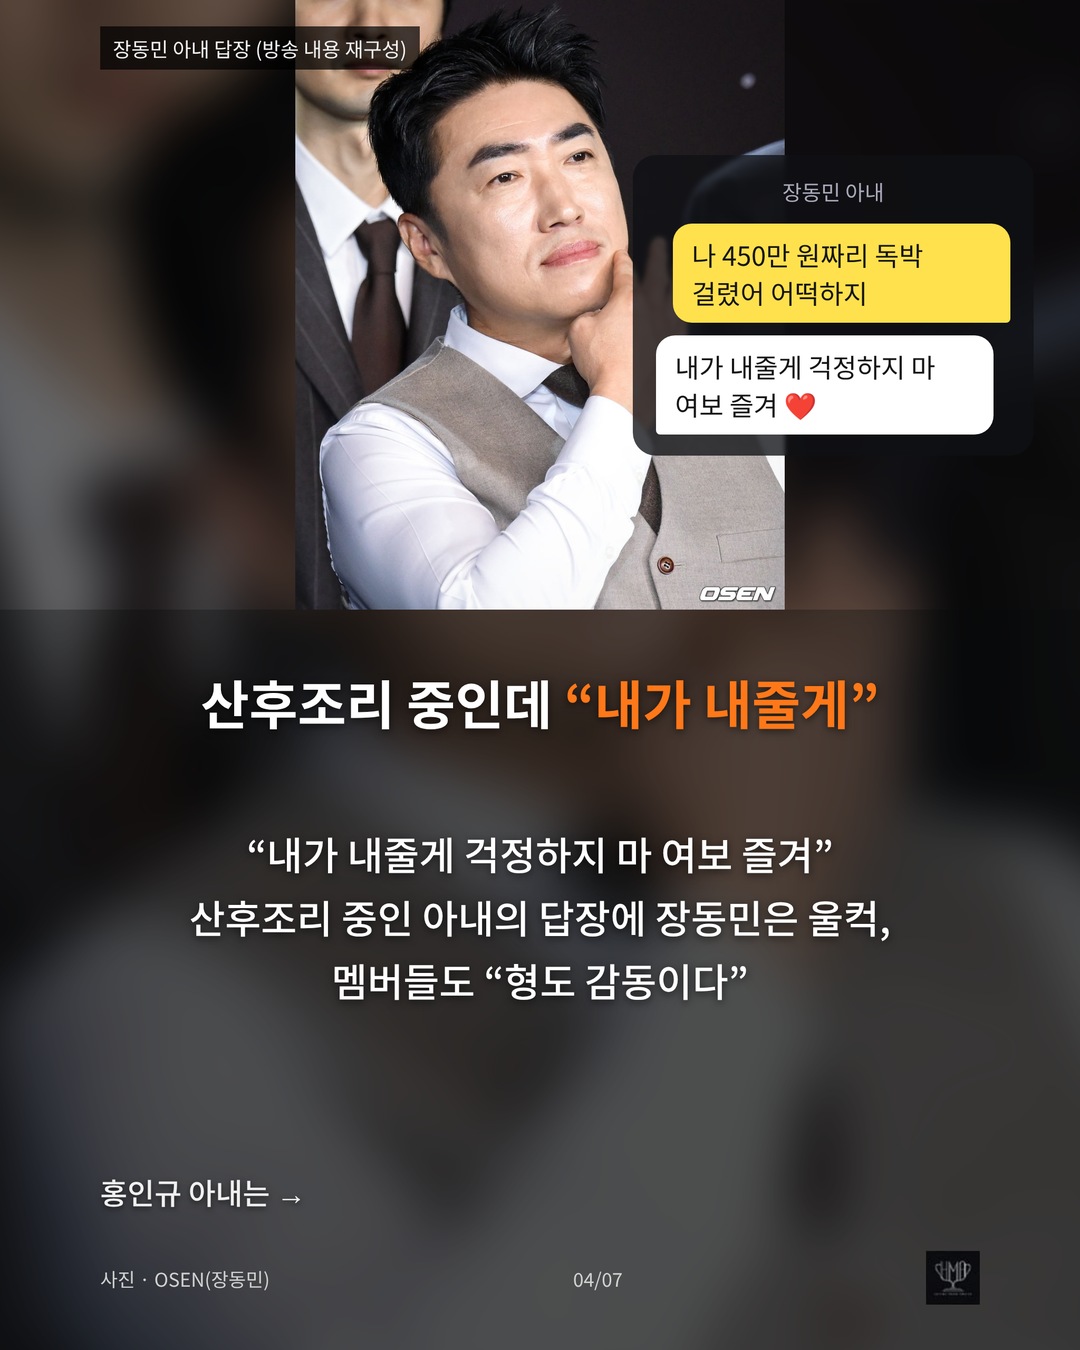 장동민 아내 답장 (방송 내용 재구성)
장동민 아내
나 450만 원짜리 독박
걸렸어 어떡하지
내가 내줄게 걱정하지 마
여보 즐겨 ❤️
OSEN
산후조리 중인데 “내가 내줄게”
“내가 내줄게 걱정하지 마 여보 즐겨”
산후조리 중인 아내의 답장에 장동민은 울컥,
멤버들도 “형도 감동이다”
홍인규 아내는 →
사진 · OSEN(장동민)
04/07